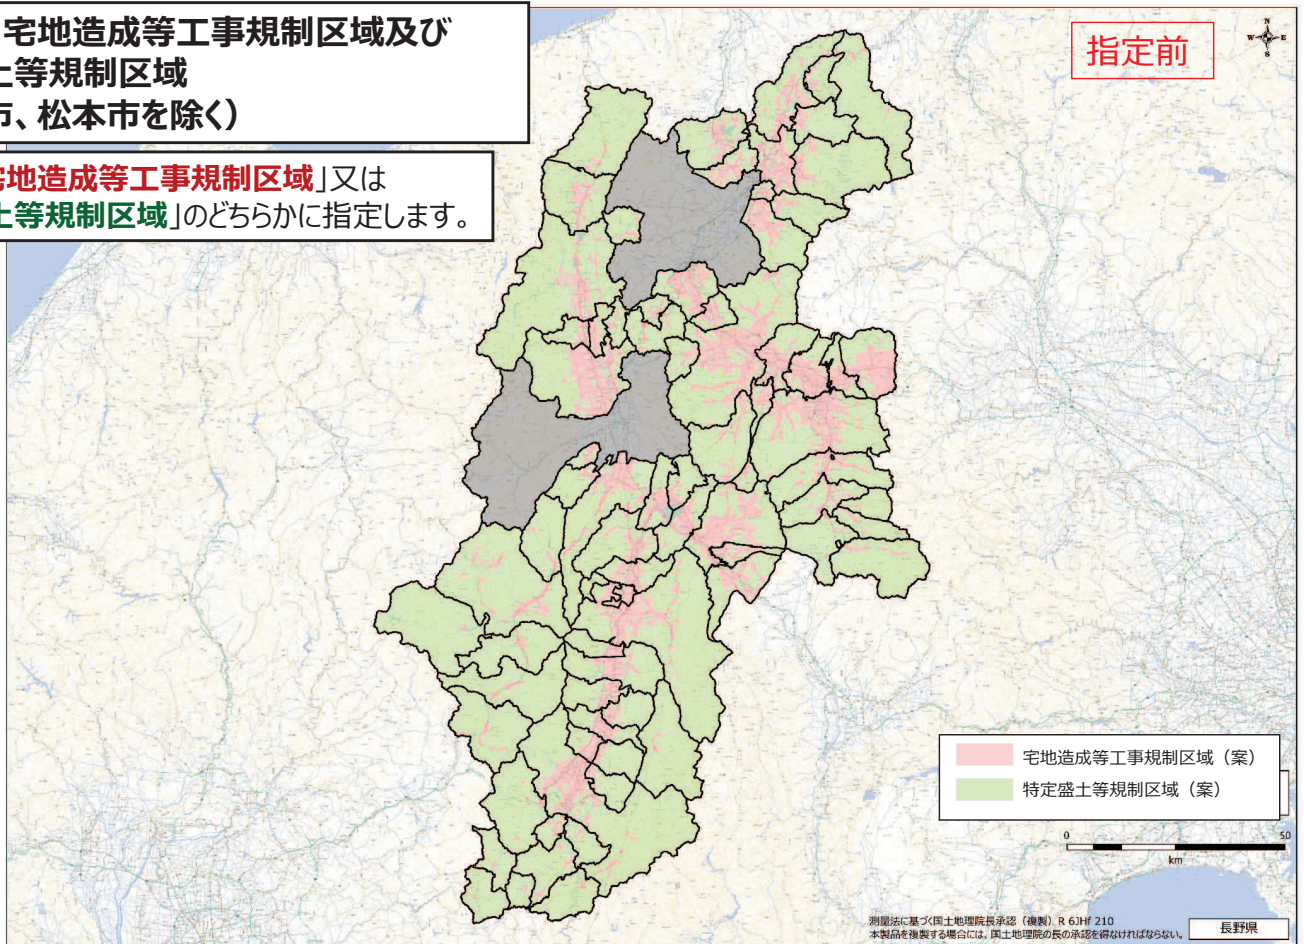 宅地造成等工事規制区域及び
土等規制区域
市、松本市を除く）
宅地造成等工事規制区域」又は
土等規制区域」のどちらかに指定します。
指定前
N
W
E
S
宅地造成等工事規制区域（案）
特定盛土等規制区域（案）
0
50
km
測量法に基づく国土地理院長承認（複製）R 6JHf 210
本製品を複製する場合には、国土地理院の長の承認を得なければならない。
長野県